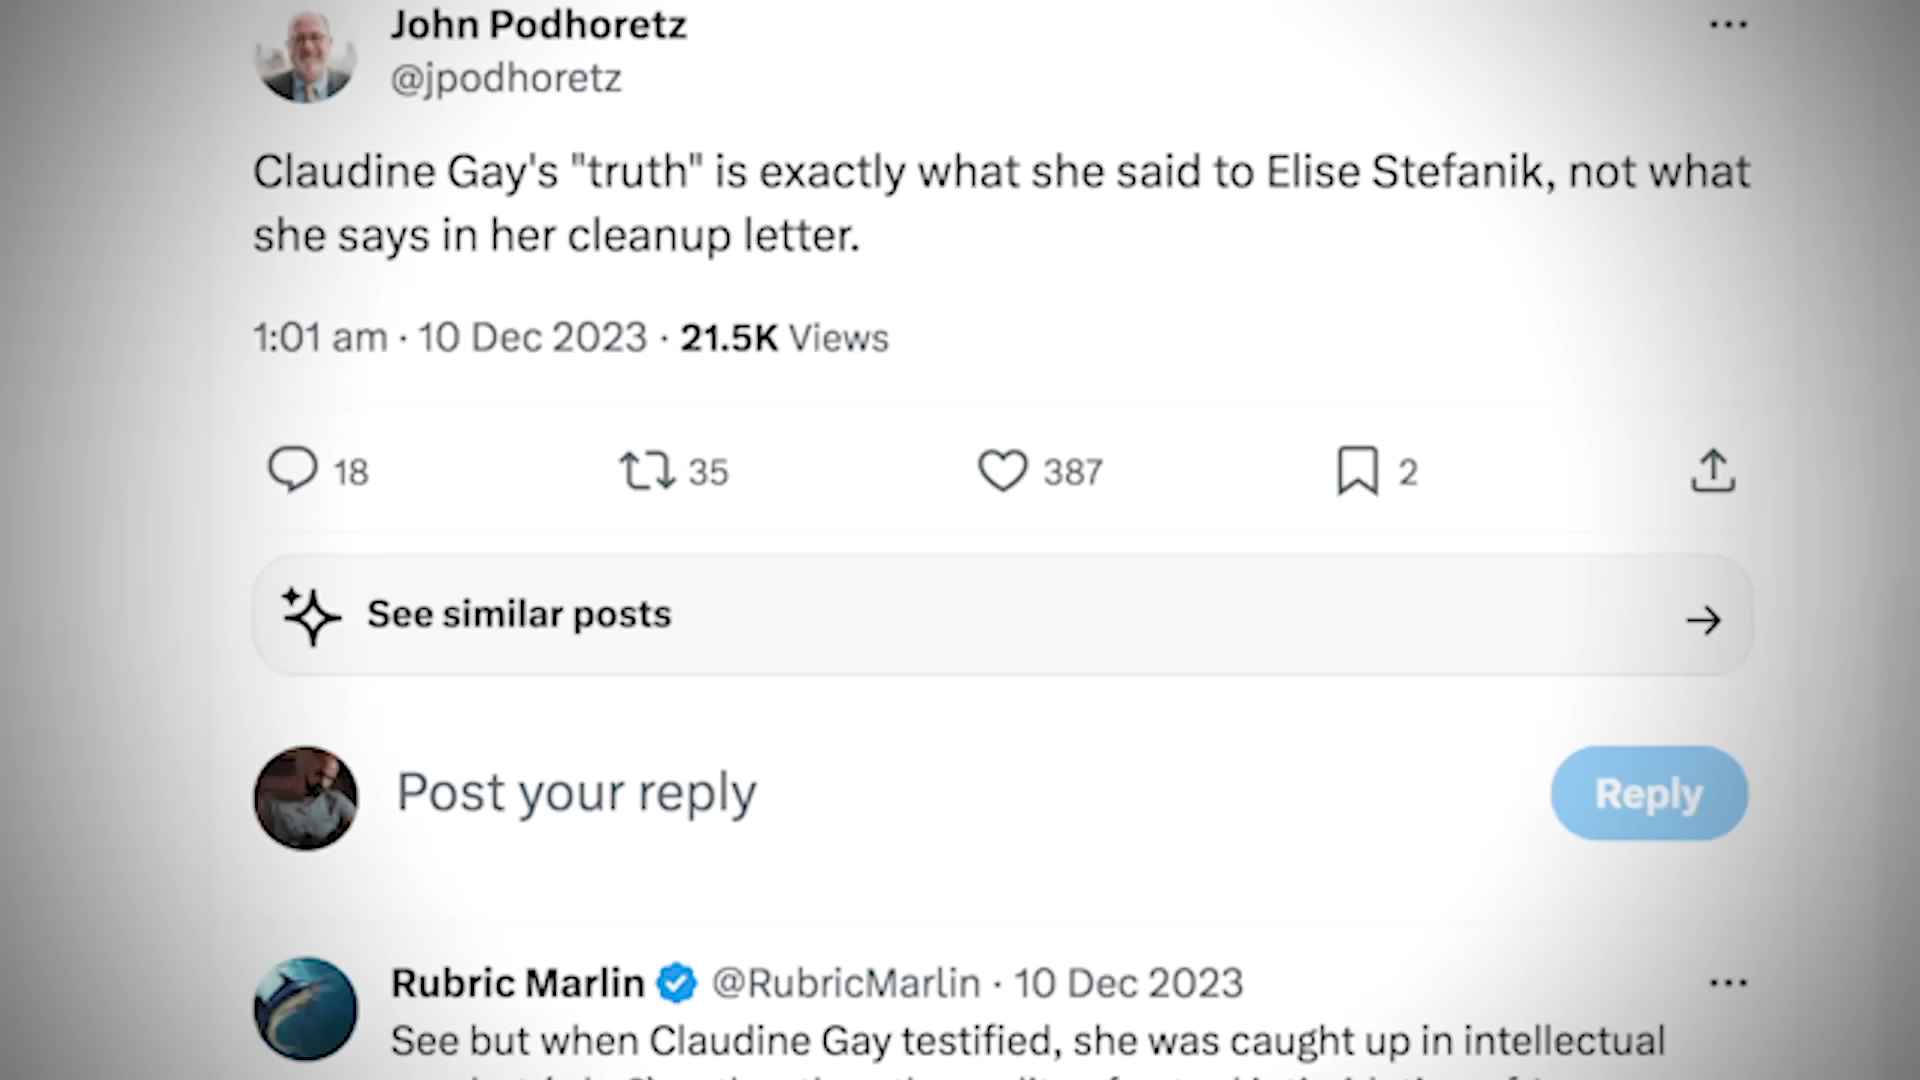 John Podhoretz
@jpodhoretz
Claudine Gay's "truth" is exactly what she said to Elise Stefanik, not what
she says in her cleanup letter.
1:01 am · 10 Dec 2023 · 21.5K Views
18 35 387 2
See similar posts
Post your reply
Reply
Rubric Marlin @RubricMarlin · 10 Dec 2023
See but when Claudine Gay testified, she was caught up in intellectual